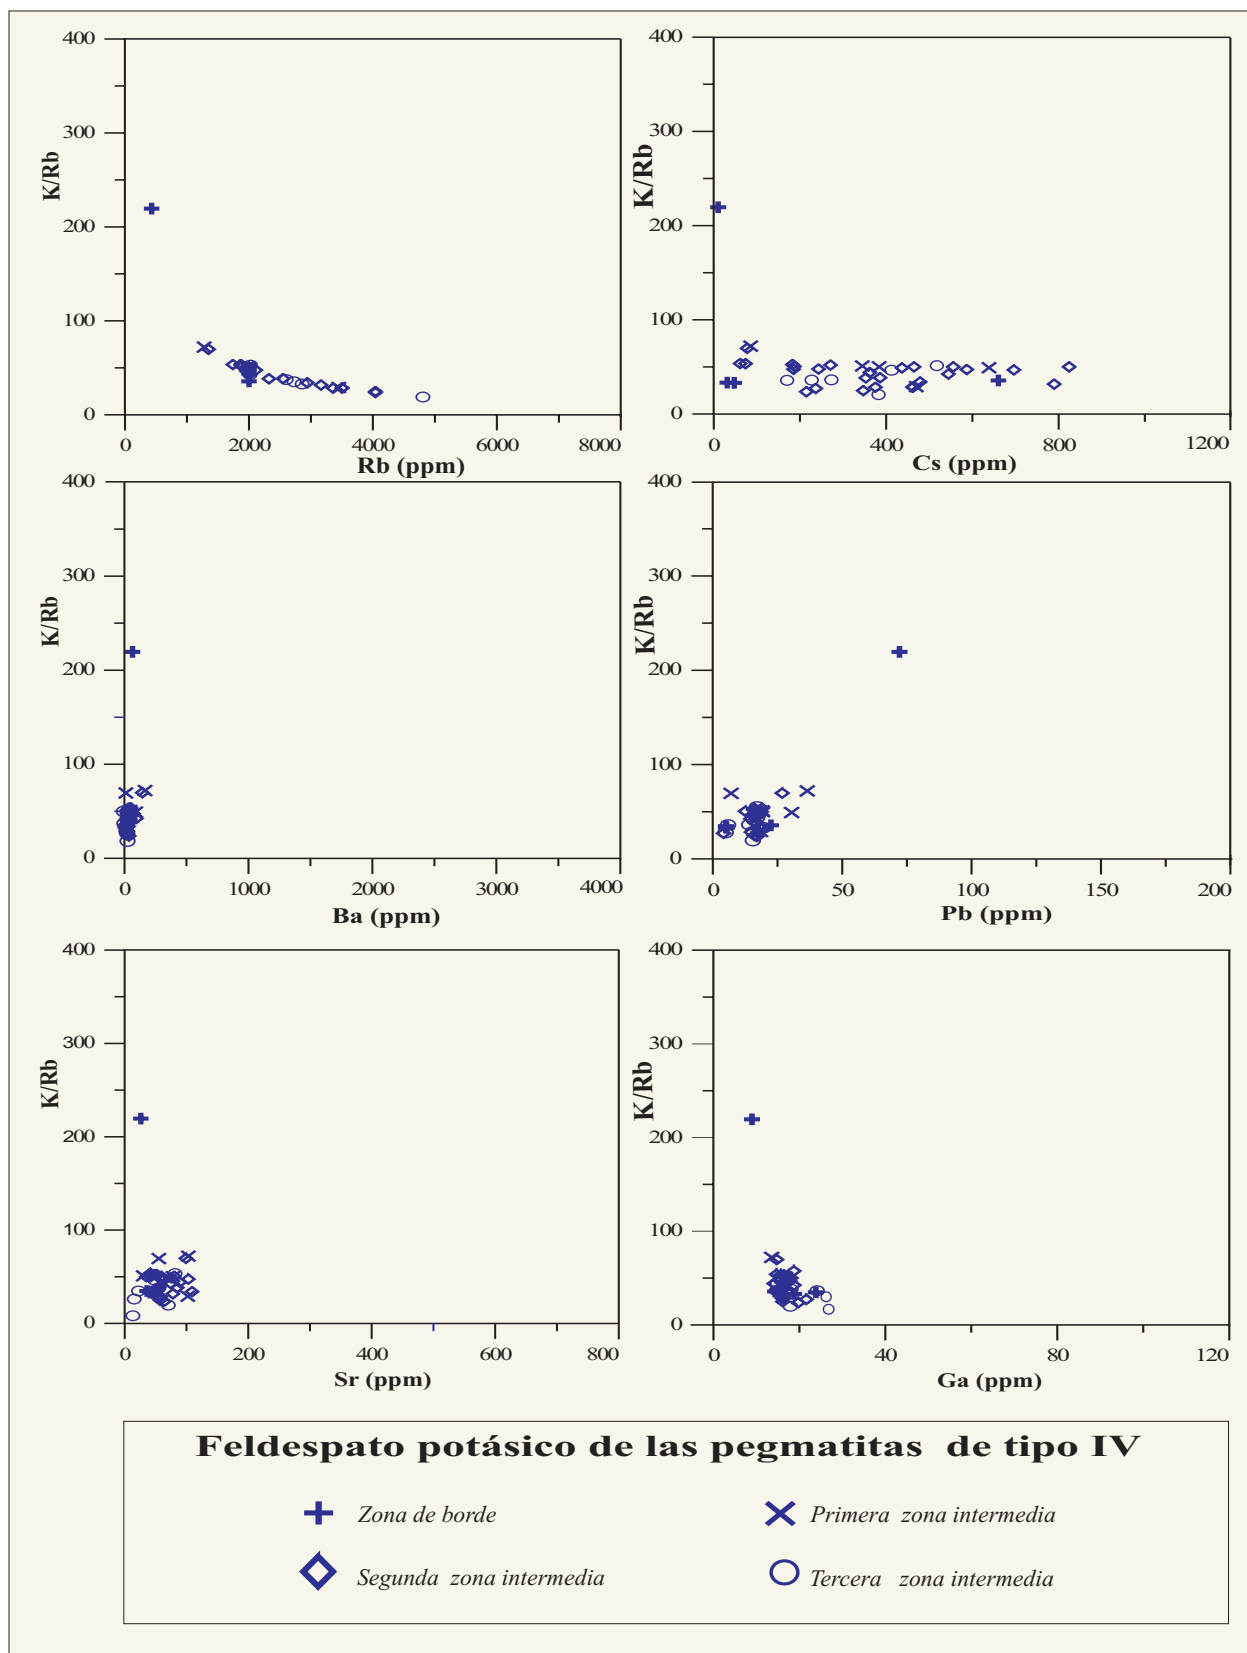 400
300
200
100
0
K/Rb
0 2000 4000 6000 8000
Rb (ppm)
400
300
200
100
0
K/Rb
0 400 800 1200
Cs (ppm)
400
300
200
100
0
K/Rb
0 1000 2000 3000 4000
Ba (ppm)
400
300
200
100
0
K/Rb
0 50 100 150 200
Pb (ppm)
400
300
200
100
0
K/Rb
0 200 400 600 800
Sr (ppm)
400
300
200
100
0
K/Rb
0 40 80 120
Ga (ppm)
Feldespato potásico de las pegmatitas de tipo IV
Zona de borde
Primera zona intermedia
Segunda zona intermedia
Tercera zona intermedia